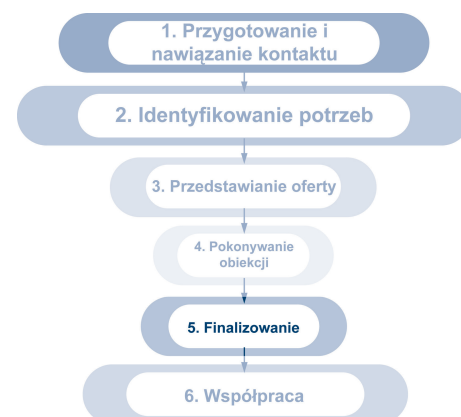 1. Przygotowanie i
nawiązanie kontaktu
2. Identyfikowanie potrzeb
3. Przedstawianie oferty
4. Pokonywanie
obiekcji
5. Finalizowanie
6. Współpraca